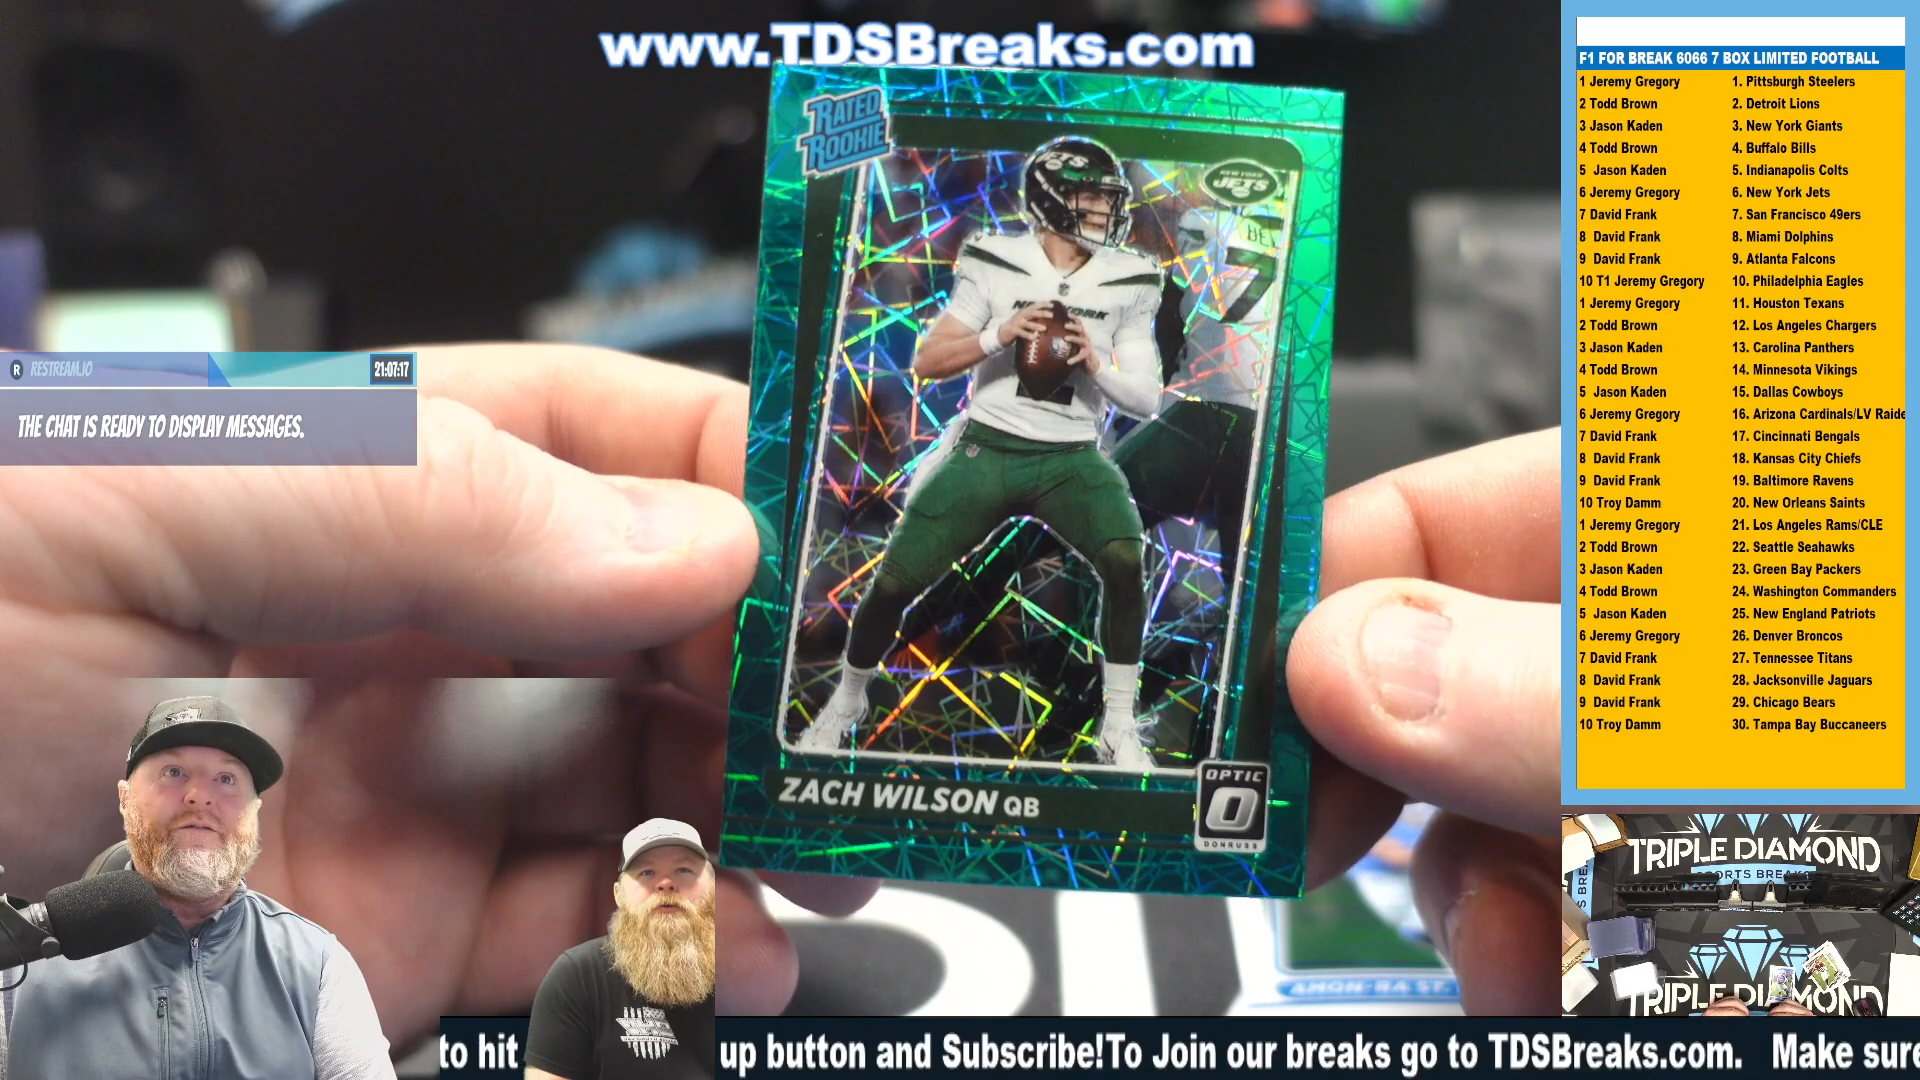 www.TDSBreaks.com
RATED
ROOKIE
JETS
NEW YORK
JETS
BE
7
NEW YORK
ZACH WILSON QB
OPTIC
DONRUSS
AMON-RA ST.
R RESTREAM.IO
21:07:17
THE CHAT IS READY TO DISPLAY MESSAGES.
F1 FOR BREAK 6066 7 BOX LIMITED FOOTBALL
1 Jeremy Gregory 1. Pittsburgh Steelers
2 Todd Brown 2. Detroit Lions
3 Jason Kaden 3. New York Giants
4 Todd Brown 4. Buffalo Bills
5 Jason Kaden 5. Indianapolis Colts
6 Jeremy Gregory 6. New York Jets
7 David Frank 7. San Francisco 49ers
8 David Frank 8. Miami Dolphins
9 David Frank 9. Atlanta Falcons
10 T1 Jeremy Gregory 10. Philadelphia Eagles
1 Jeremy Gregory 11. Houston Texans
2 Todd Brown 12. Los Angeles Chargers
3 Jason Kaden 13. Carolina Panthers
4 Todd Brown 14. Minnesota Vikings
5 Jason Kaden 15. Dallas Cowboys
6 Jeremy Gregory 16. Arizona Cardinals/LV Raide
7 David Frank 17. Cincinnati Bengals
8 David Frank 18. Kansas City Chiefs
9 David Frank 19. Baltimore Ravens
10 Troy Damm 20. New Orleans Saints
1 Jeremy Gregory 21. Los Angeles Rams/CLE
2 Todd Brown 22. Seattle Seahawks
3 Jason Kaden 23. Green Bay Packers
4 Todd Brown 24. Washington Commanders
5 Jason Kaden 25. New England Patriots
6 Jeremy Gregory 26. Denver Broncos
7 David Frank 27. Tennessee Titans
8 David Frank 28. Jacksonville Jaguars
9 David Frank 29. Chicago Bears
10 Troy Damm 30. Tampa Bay Buccaneers
TRIPLE DIAMOND
SPORTS BREAKS
TRIPLE DIAMOND
to hit up button and Subscribe!To Join our breaks go to TDSBreaks.com. Make sure